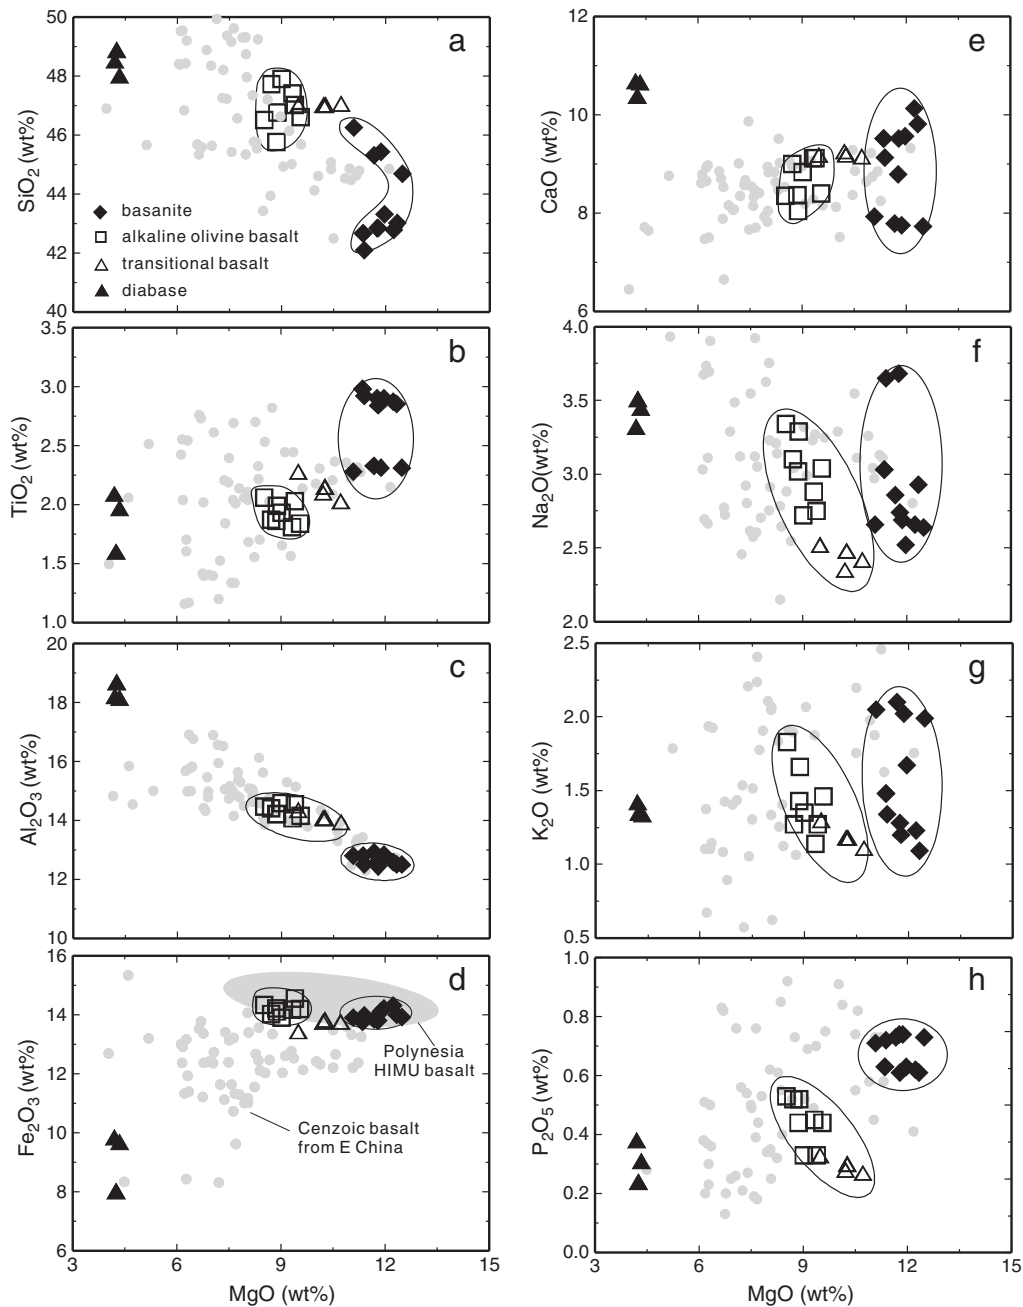 50
48
46
44
42
40
SiO2 (wt%)
a
basanite
alkaline olivine basalt
transitional basalt
diabase
12
10
8
6
CaO (wt%)
e
3.5
3.0
2.5
2.0
1.5
1.0
TiO2 (wt%)
b
4.0
3.5
3.0
2.5
2.0
Na2O(wt%)
f
20
18
16
14
12
10
Al2O3 (wt%)
c
2.5
2.0
1.5
1.0
0.5
K2O (wt%)
g
16
14
12
10
8
6
Fe2O3 (wt%)
d
Polynesia
HIMU basalt
Cenzoic basalt
from E China
3 6 9 12 15
MgO (wt%)
1.0
0.8
0.6
0.4
0.2
0.0
P2O5 (wt%)
h
3 6 9 12 15
MgO (wt%)